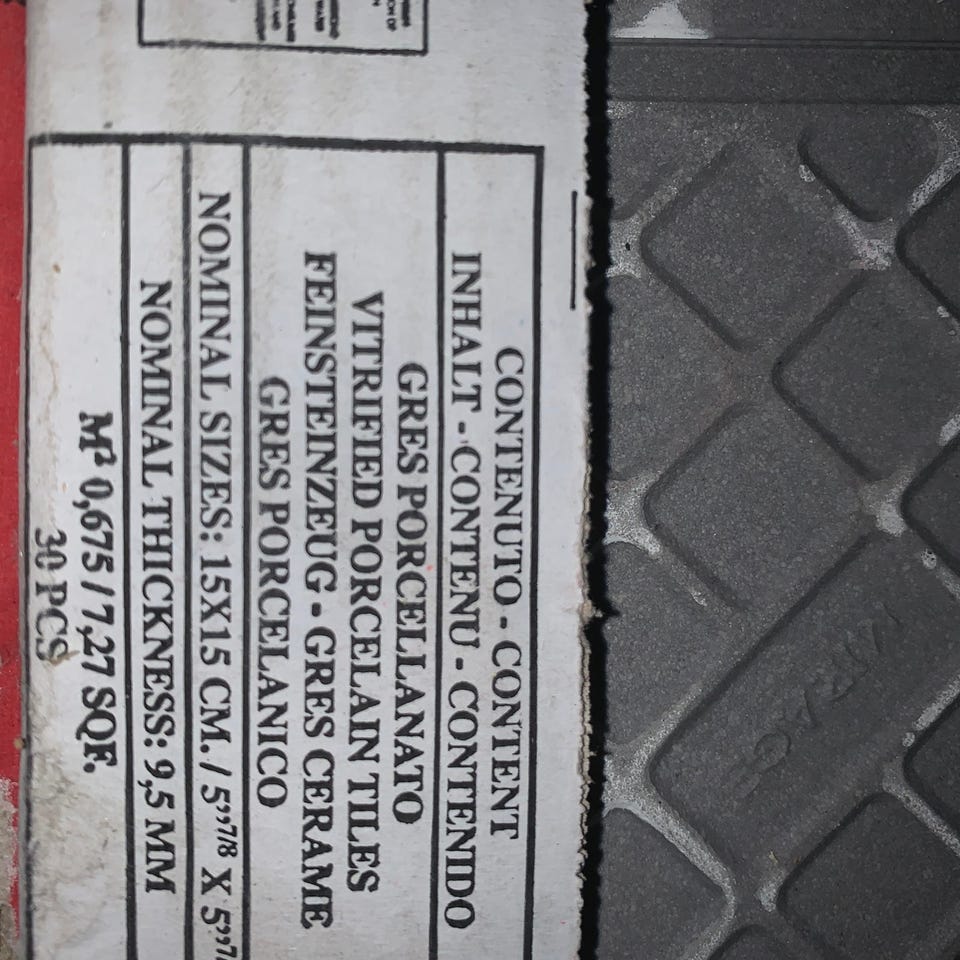 CONTENUTO - CONTENT
INHALT - CONTENU - CONTENIDO
GRES PORCELLANATO
VITRIFIED PORCELAIN TILES
FEINSTEINZEUG - GRES CERAME
GRES PORCELANICO
NOMINAL SIZES: 15X15 CM. / 5”7/8 X 5”7/
NOMINAL THICKNESS: 9,5 MM
M² 0,675 / 7,27 SQF.
30 PCS